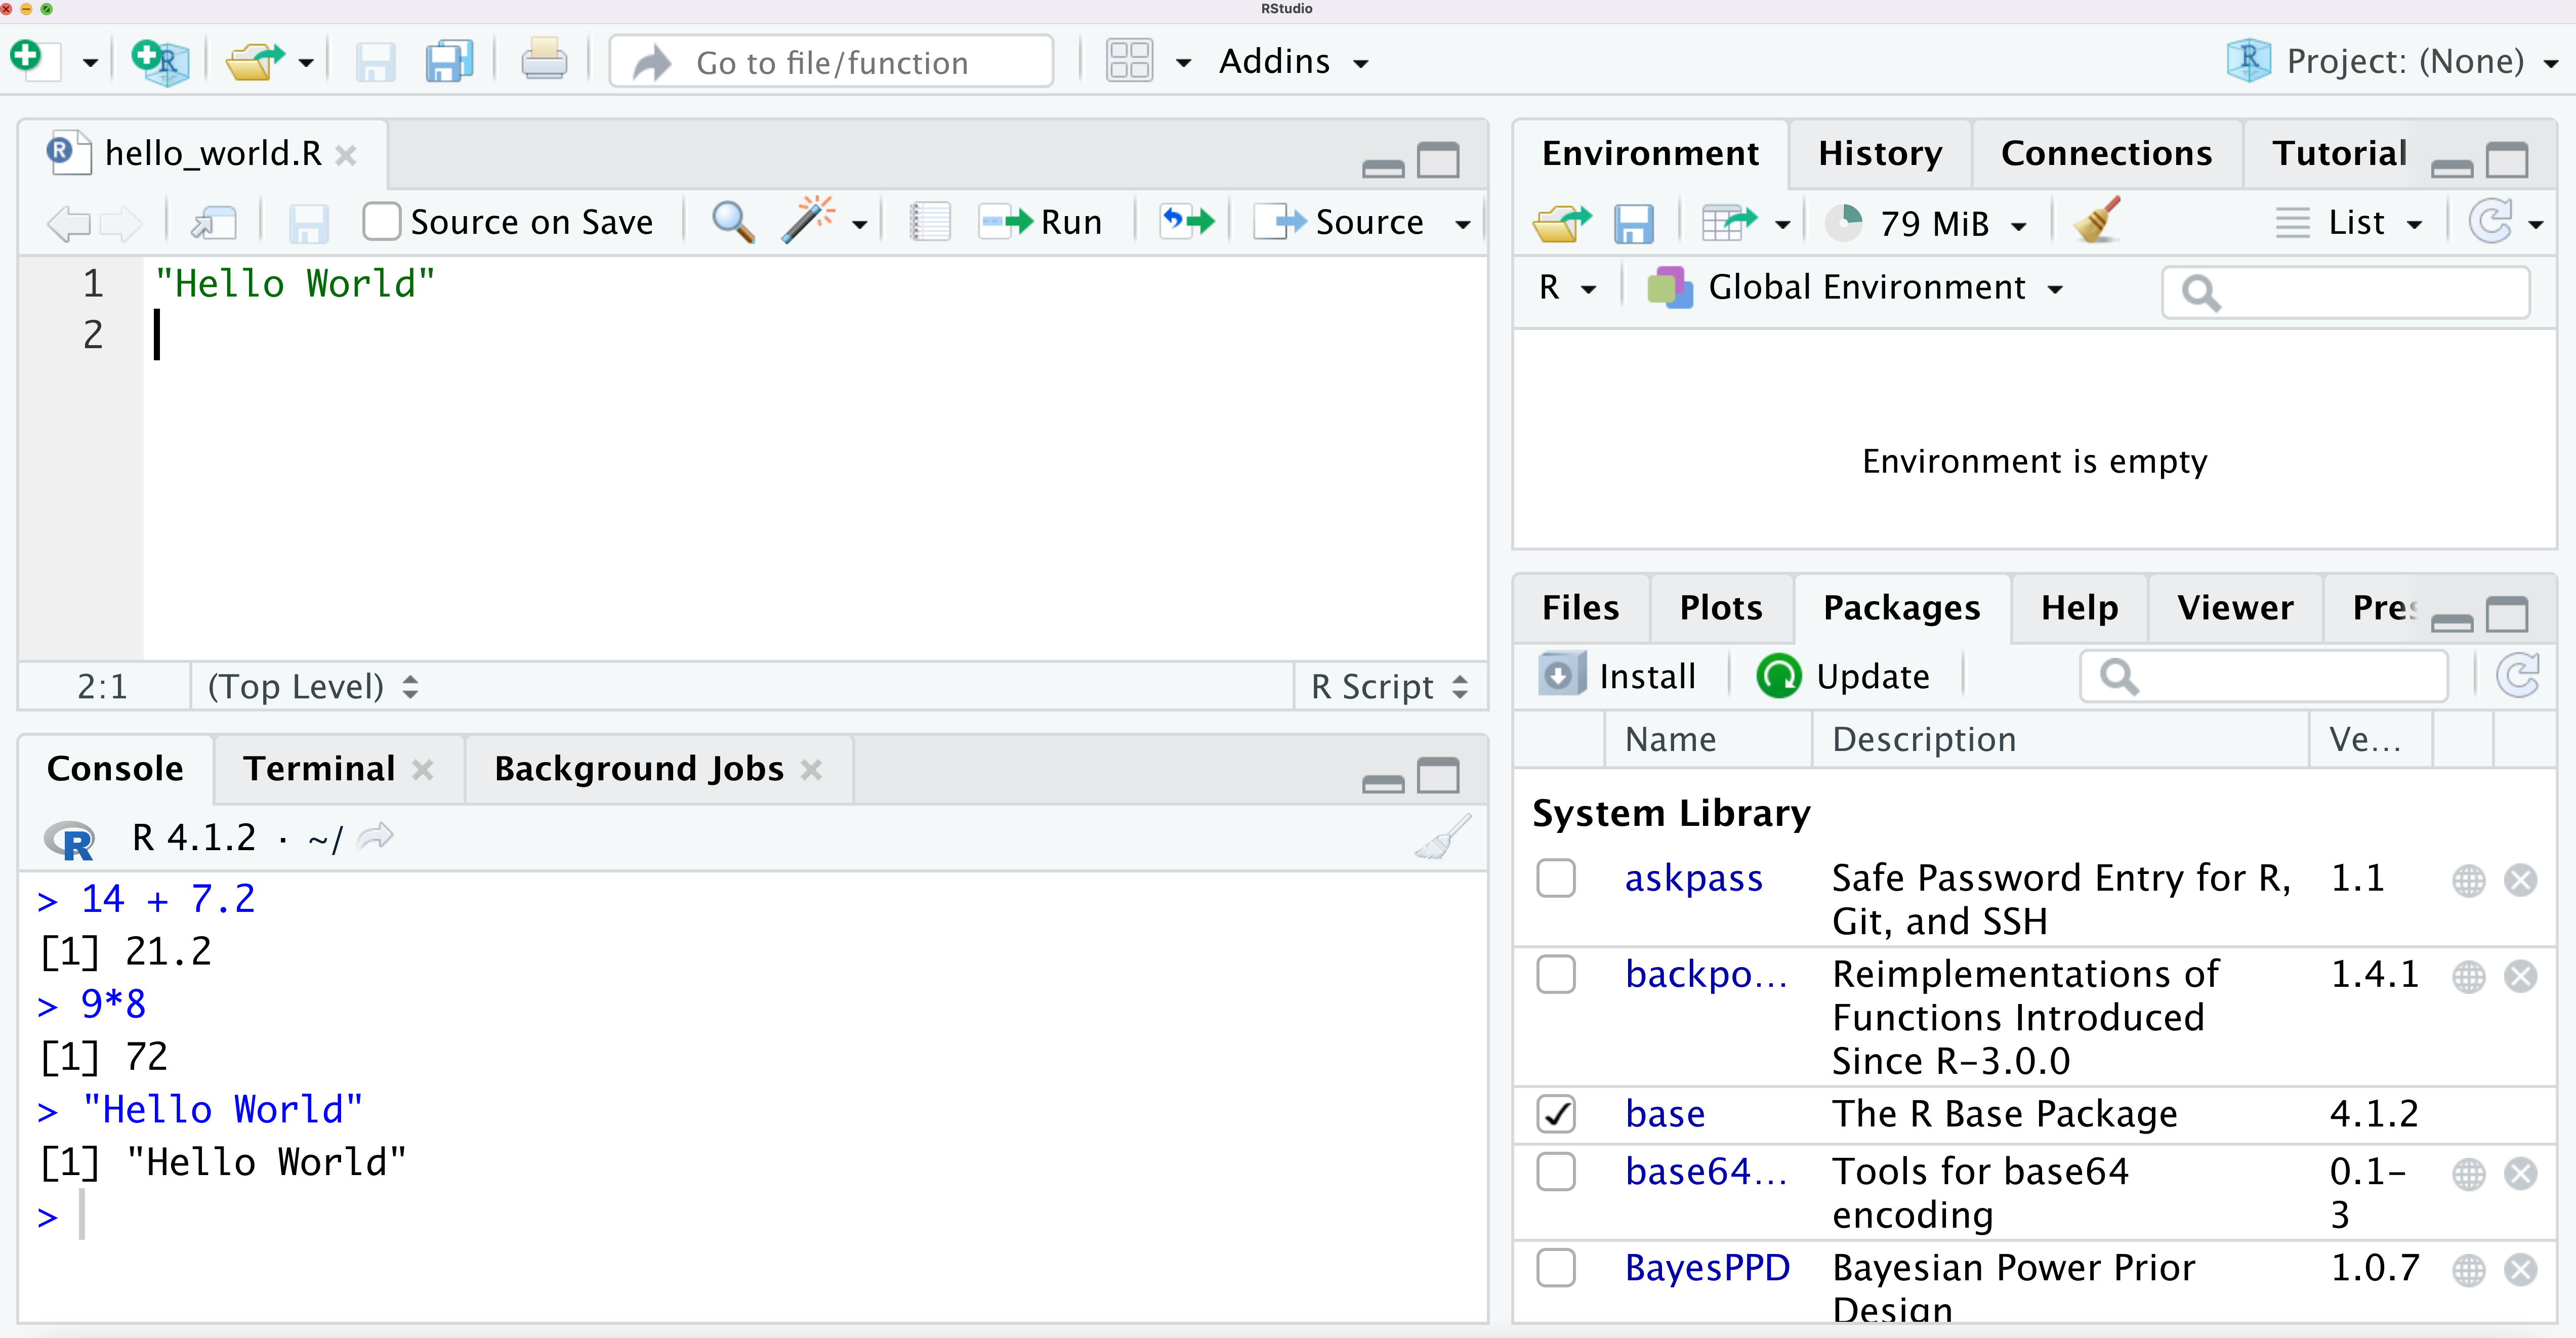 RStudio
Go to file/function
Addins
Project: (None)
hello_world.R
Source on Save
Run
Source
1 "Hello World"
2
2:1
(Top Level)
R Script
Console
Terminal
Background Jobs
R 4.1.2 · ~/
> 14 + 7.2
[1] 21.2
> 9*8
[1] 72
> "Hello World"
[1] "Hello World"
>
Environment
History
Connections
Tutorial
79 MiB
List
R
Global Environment
Environment is empty
Files
Plots
Packages
Help
Viewer
Pres
Install
Update
Name
Description
Ve...
System Library
askpass Safe Password Entry for R, 1.1
Git, and SSH
backpo... Reimplementations of 1.4.1
Functions Introduced
Since R-3.0.0
base The R Base Package 4.1.2
base64... Tools for base64 0.1-
encoding 3
BayesPPD Bayesian Power Prior 1.0.7
Design